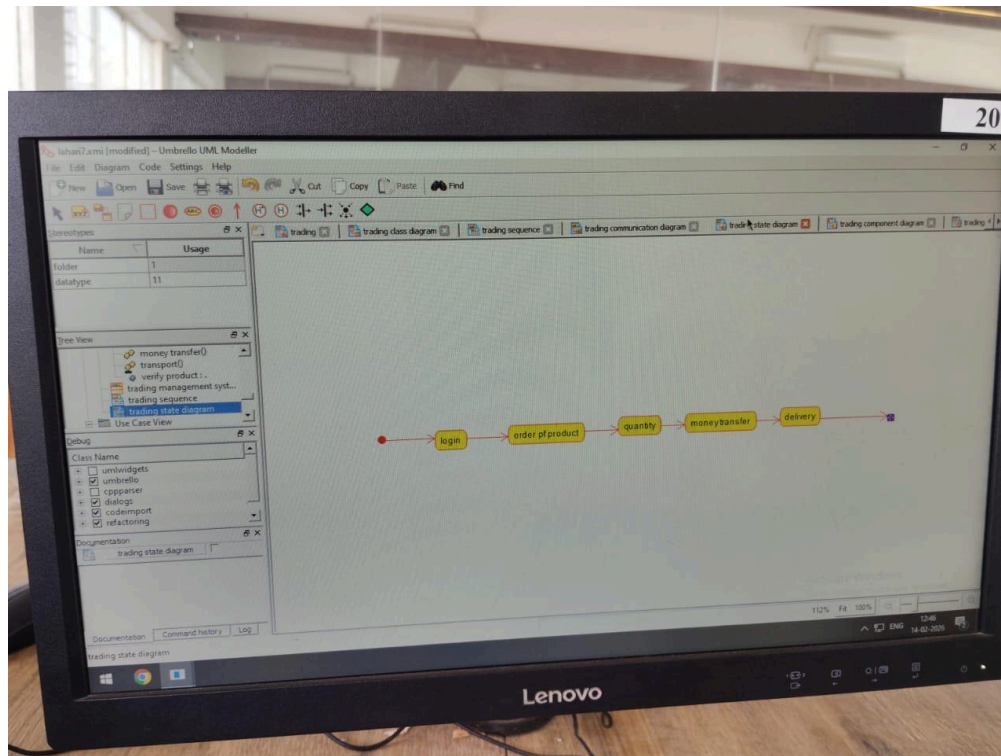 20
lahari7.xmi [modified] – Umbrello UML Modeller
File Edit Diagram Code Settings Help
New Open Save Cut Copy Paste Find
Stereotypes
trading trading class diagram trading sequence trading communication diagram trading state diagram trading component diagram trading
Name Usage
folder 1
datatype 11
Tree View
money transfer()
transport()
verify product : .
trading management syst...
trading sequence
trading state diagram
Use Case View
login order pf product quantity moneytransfer delivery
Debug
Class Name
umlwidgets
umbrello
cppparser
dialogs
codeimport
refactoring
Documentation
trading state diagram
Documentation Command history Log
112% Fit 100%
trading state diagram
12:46
ENG 14-02-2026
Lenovo